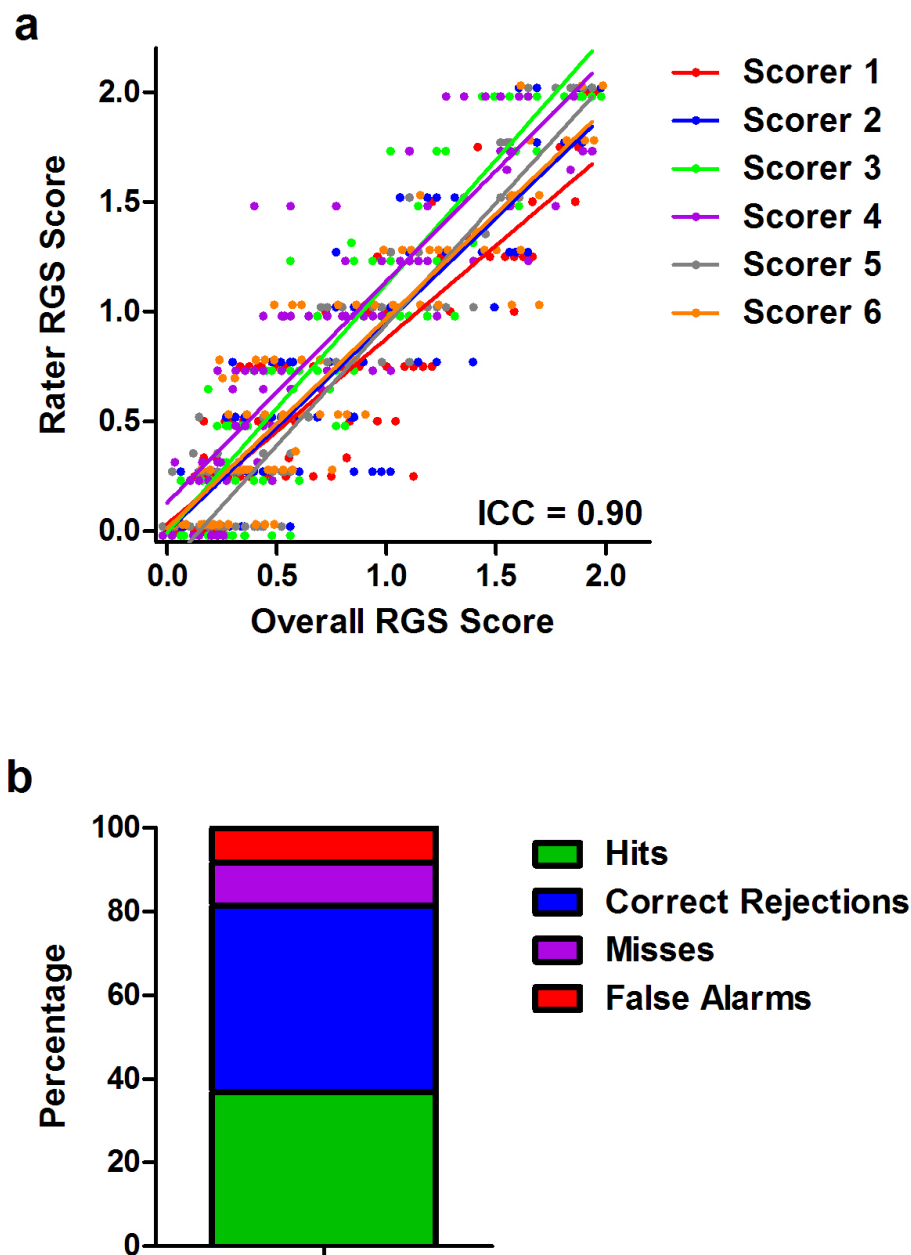 a
Rater RGS Score
2.0
1.5
1.0
0.5
0.0
0.0 0.5 1.0 1.5 2.0
Overall RGS Score
ICC = 0.90
Scorer 1
Scorer 2
Scorer 3
Scorer 4
Scorer 5
Scorer 6
b
Percentage
100
80
60
40
20
0
Hits
Correct Rejections
Misses
False Alarms